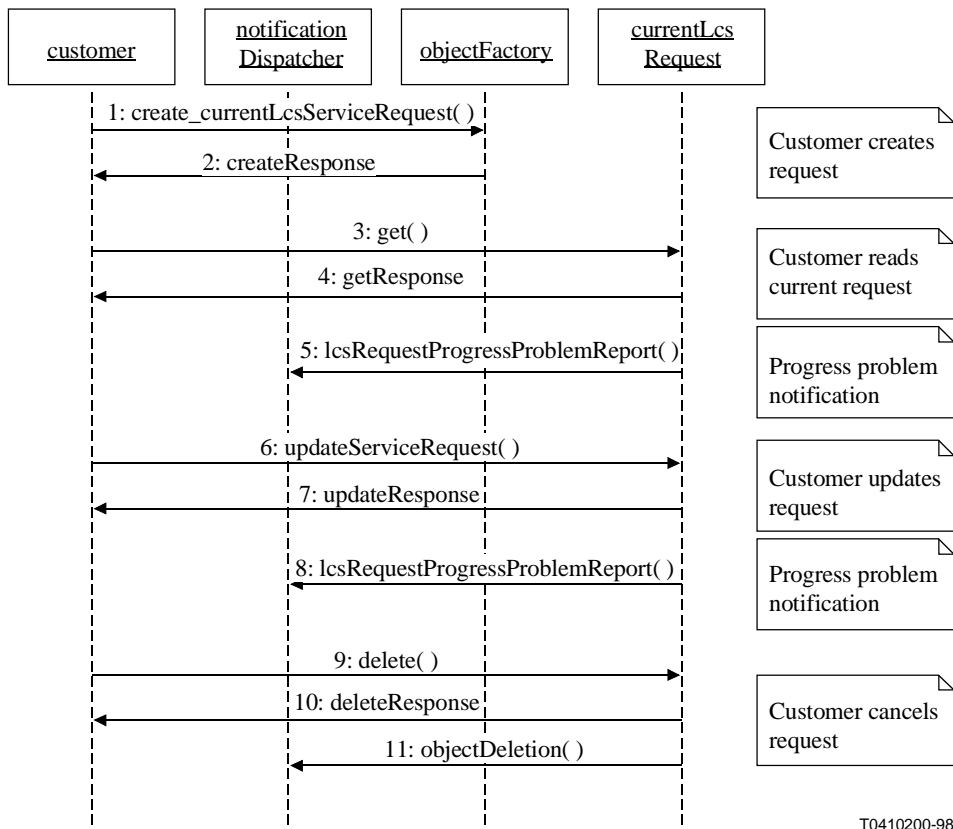 customer
notification
Dispatcher
objectFactory
currentLcs
Request
1: create_currentLcsServiceRequest( )
Customer creates
request
2: createResponse
3: get( )
Customer reads
current request
4: getResponse
5: lcsRequestProgressProblemReport( )
Progress problem
notification
6: updateServiceRequest( )
Customer updates
request
7: updateResponse
8: lcsRequestProgressProblemReport( )
Progress problem
notification
9: delete( )
10: deleteResponse
Customer cancels
request
11: objectDeletion( )
T0410200-98